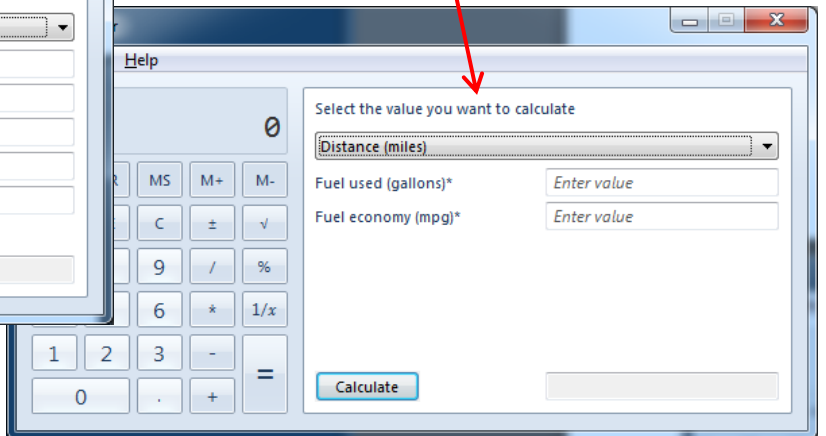 Help
Select the value you want to calculate
0
Distance (miles)
MS M+ M-
Fuel used (gallons)* Enter value
C ± √
Fuel economy (mpg)* Enter value
9 / %
6 * 1/x
1 2 3 - =
0 . +
Calculate